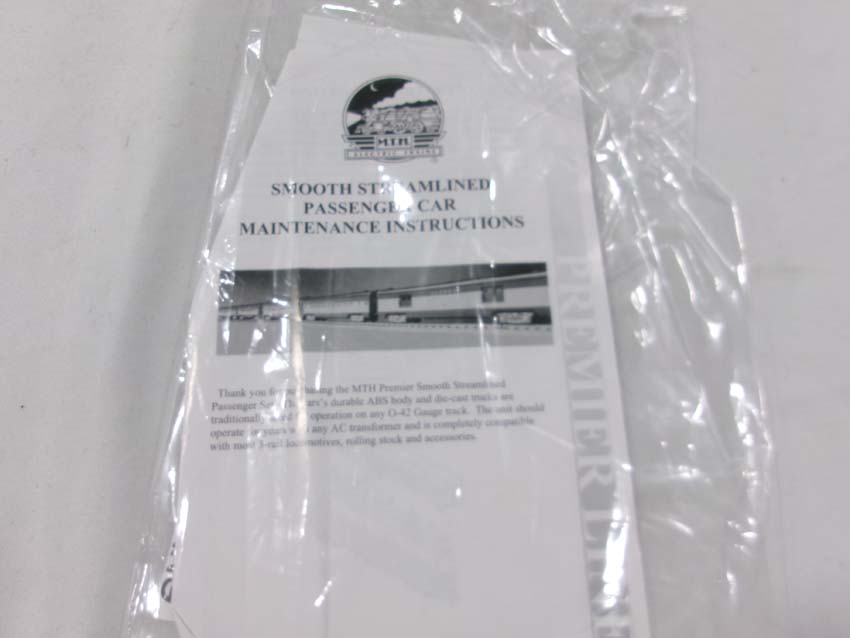 M.T.H.
ELECTRIC TRAINS
SMOOTH STREAMLINED
PASSENGER CAR
MAINTENANCE INSTRUCTIONS
PREMIER LINE
Thank you for purchasing the MTH Premier Smooth Streamlined
Passenger Set. The car's durable ABS body and die-cast trucks are
traditionally sized for operation on any O-42 Gauge track. The unit should
operate for years with any AC transformer and is completely compatible
with most 3-rail locomotives, rolling stock and accessories.